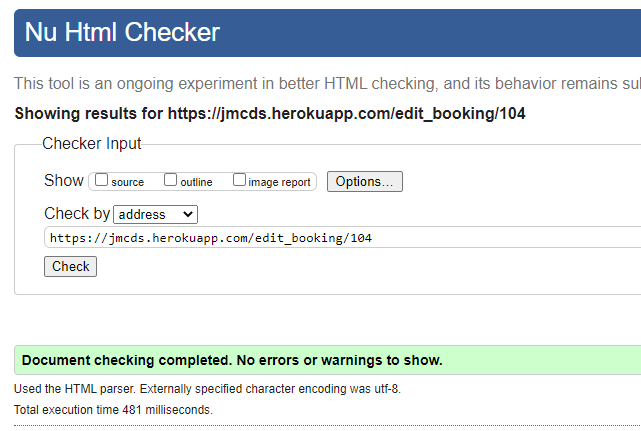 Nu Html Checker
This tool is an ongoing experiment in better HTML checking, and its behavior remains
Showing results for https://jmcds.herokuapp.com/edit_booking/104
Checker Input
Show source outline image report Options...
Check by address
https://jmcds.herokuapp.com/edit_booking/104
Check
Document checking completed. No errors or warnings to show.
Used the HTML parser. Externally specified character encoding was utf-8.
Total execution time 481 milliseconds.